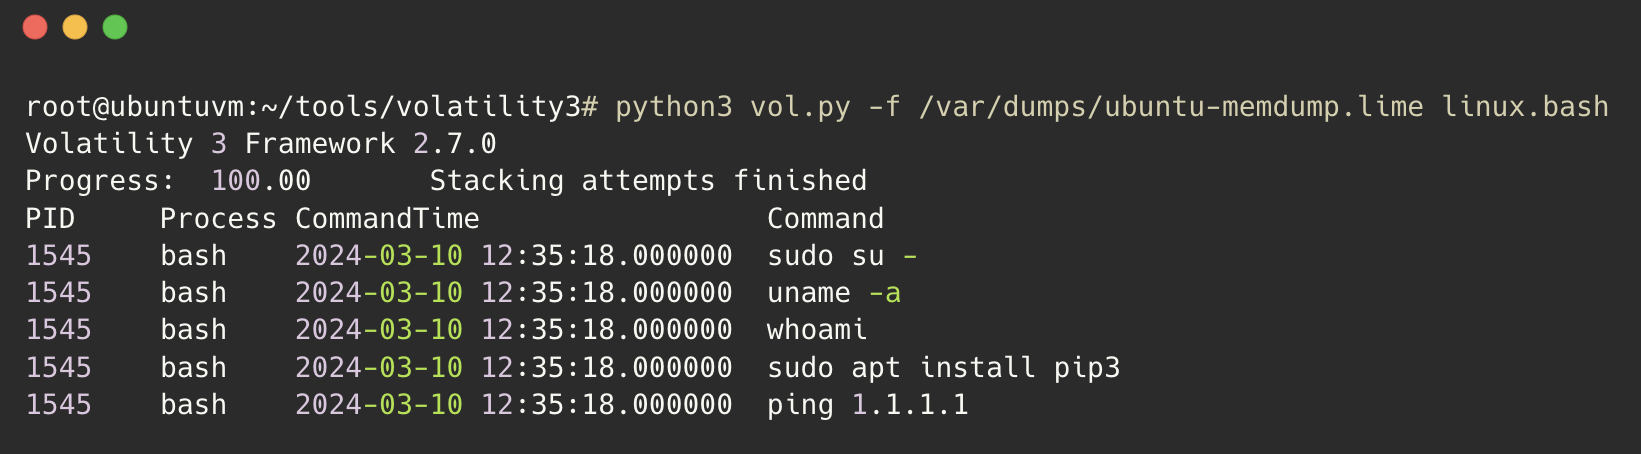 root@ubuntuvm:~/tools/volatility3# python3 vol.py -f /var/dumps/ubuntu-memdump.lime linux.bash
Volatility 3 Framework 2.7.0
Progress:  100.00       Stacking attempts finished
PID     Process CommandTime                 Command
1545    bash    2024-03-10 12:35:18.000000  sudo su -
1545    bash    2024-03-10 12:35:18.000000  uname -a
1545    bash    2024-03-10 12:35:18.000000  whoami
1545    bash    2024-03-10 12:35:18.000000  sudo apt install pip3
1545    bash    2024-03-10 12:35:18.000000  ping 1.1.1.1